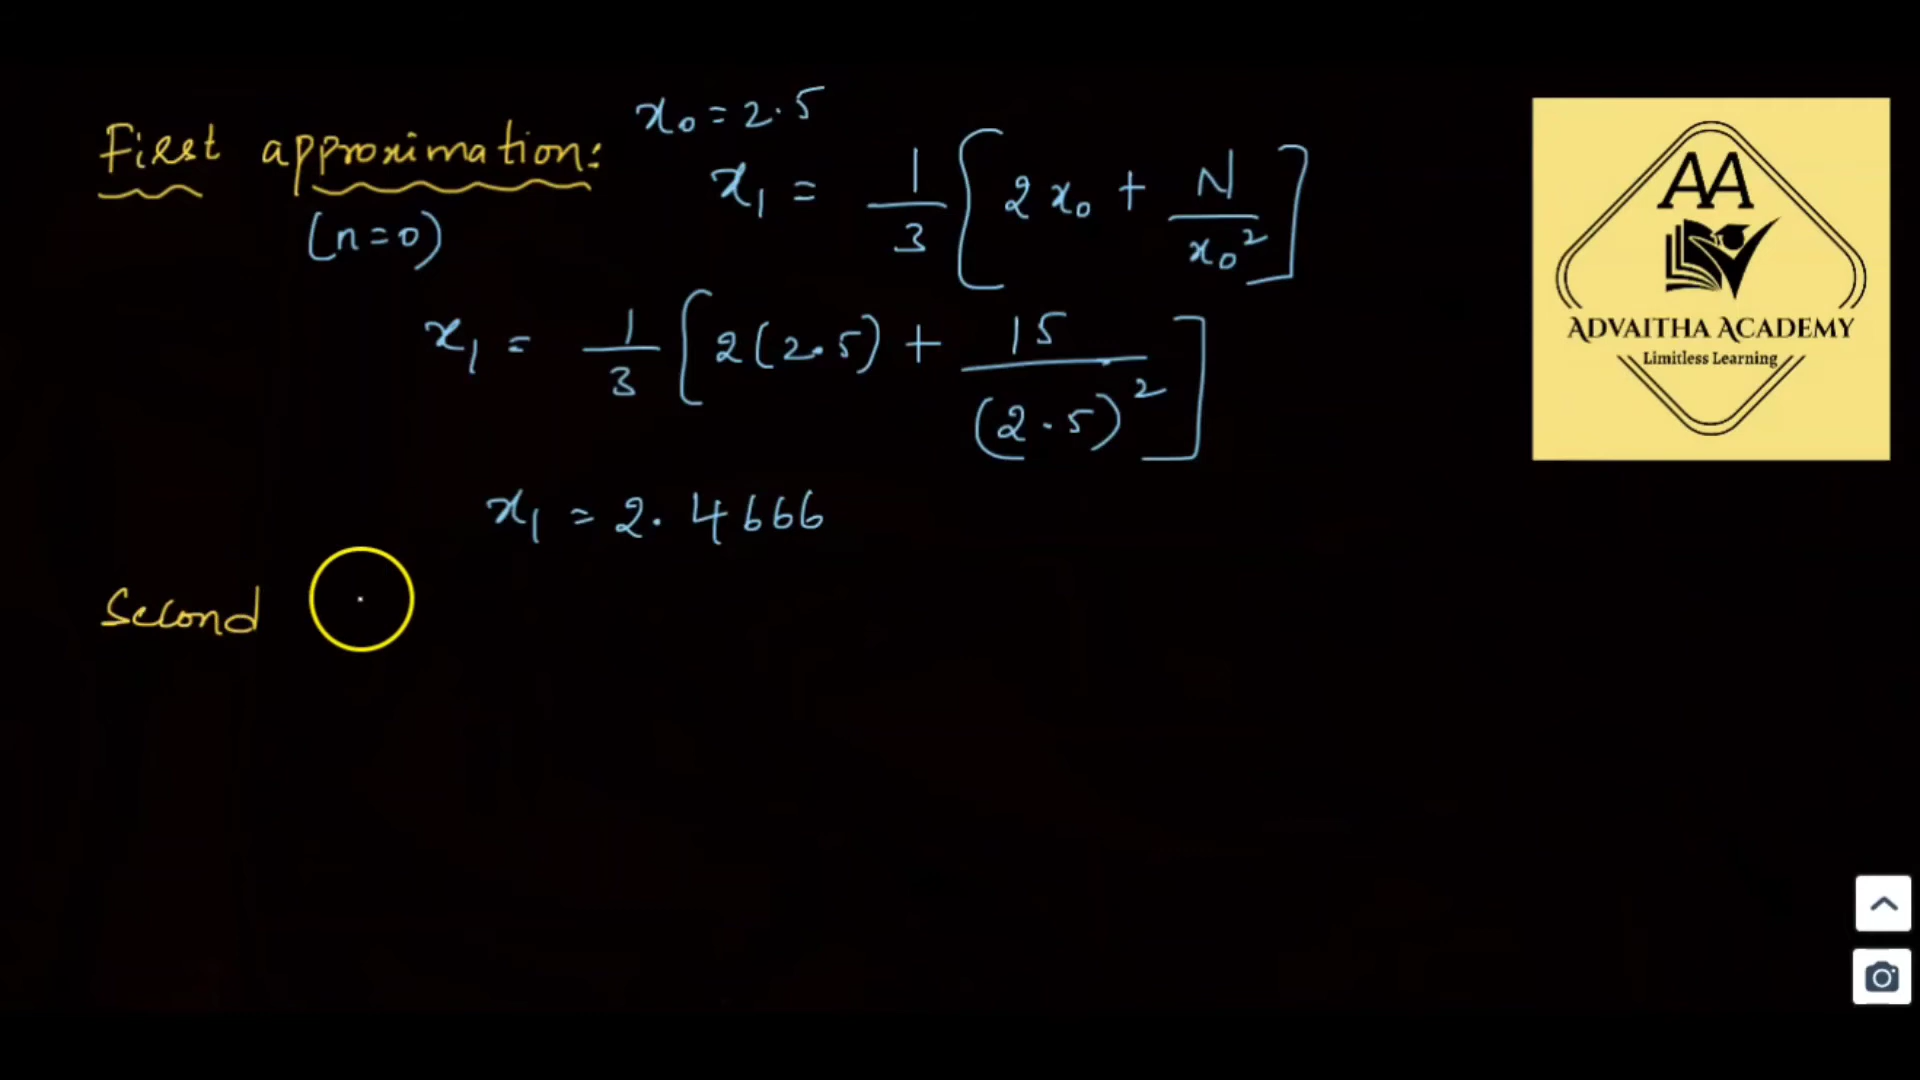 First approximation: x₀ = 2.5
(n=0) x₁ = 1/3 [2x₀ + N/x₀²]
x₁ = 1/3 [2(2.5) + 15/(2.5)²]
x₁ = 2.4666
Second
AA
ADVAITHA ACADEMY
Limitless Learning